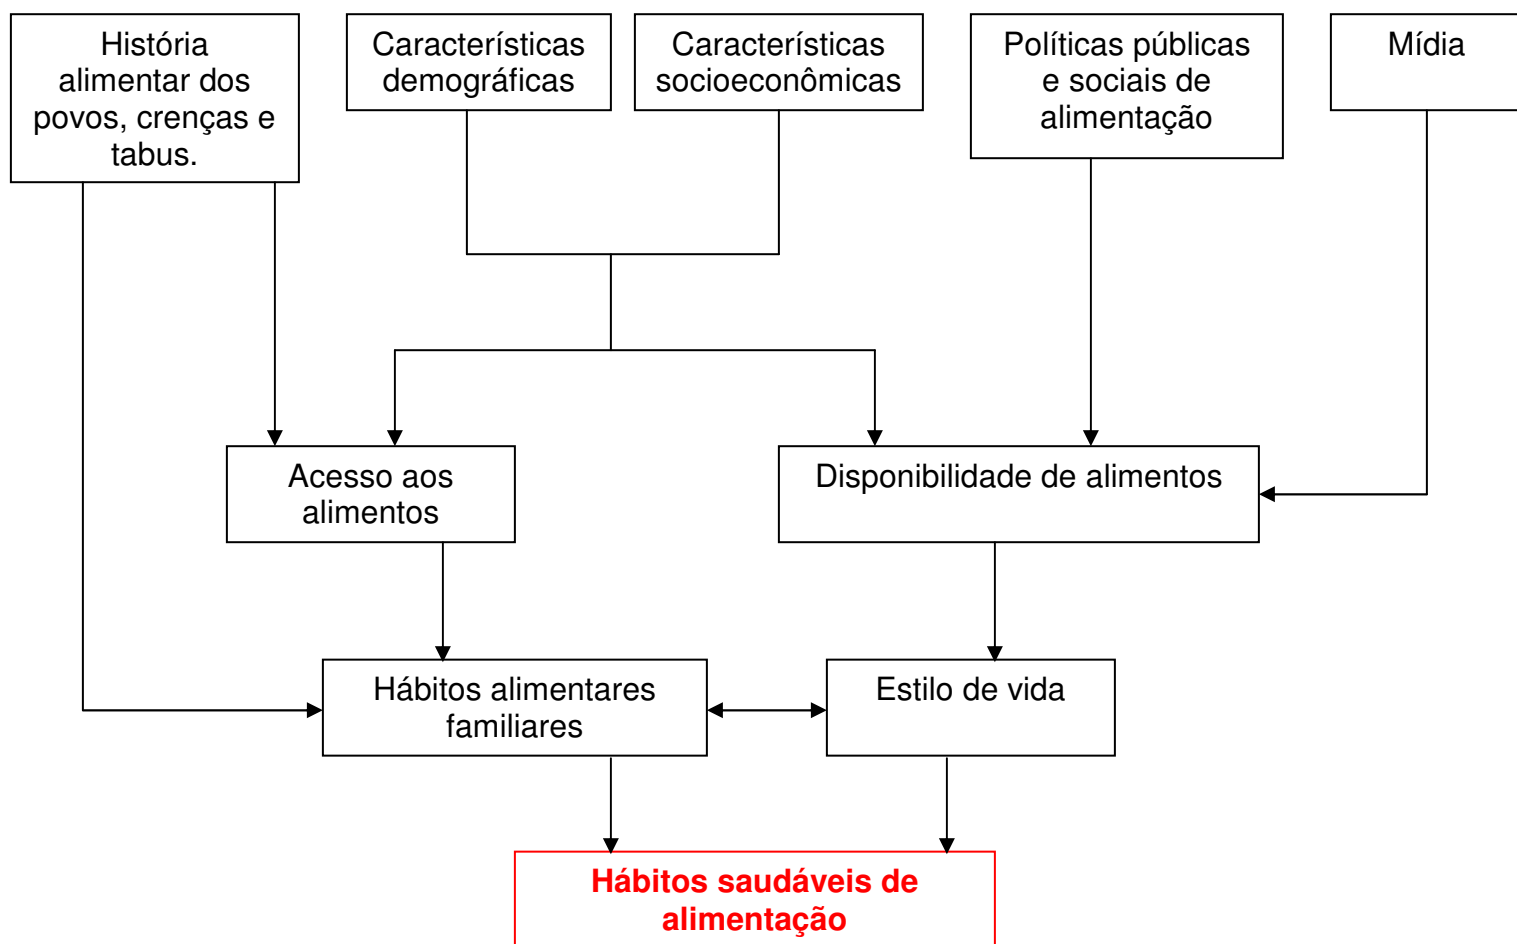 História
alimentar dos
povos, crenças e
tabus.
Características
demográficas
Características
socioeconômicas
Políticas públicas
e sociais de
alimentação
Mídia
Acesso aos
alimentos
Disponibilidade de alimentos
Hábitos alimentares
familiares
Estilo de vida
Hábitos saudáveis de
alimentação